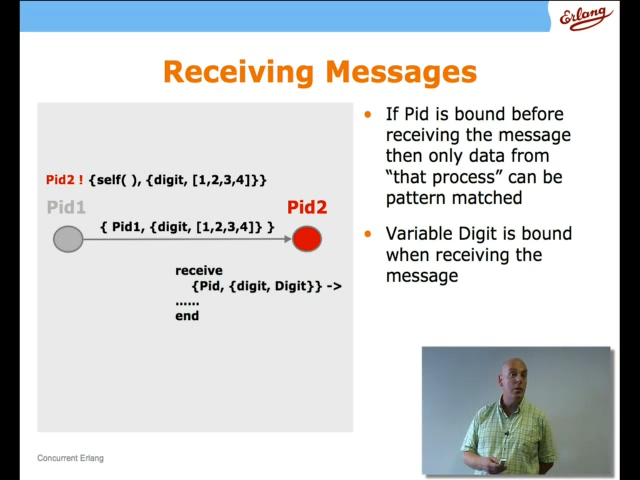 Erlang
Receiving Messages
Pid2 ! {self( ), {digit, [1,2,3,4]}}
Pid1
Pid2
{ Pid1, {digit, [1,2,3,4]} }
receive
{Pid, {digit, Digit}} ->
......
end
• If Pid is bound before
receiving the message
then only data from
“that process” can be
pattern matched
• Variable Digit is bound
when receiving the
message
Concurrent Erlang